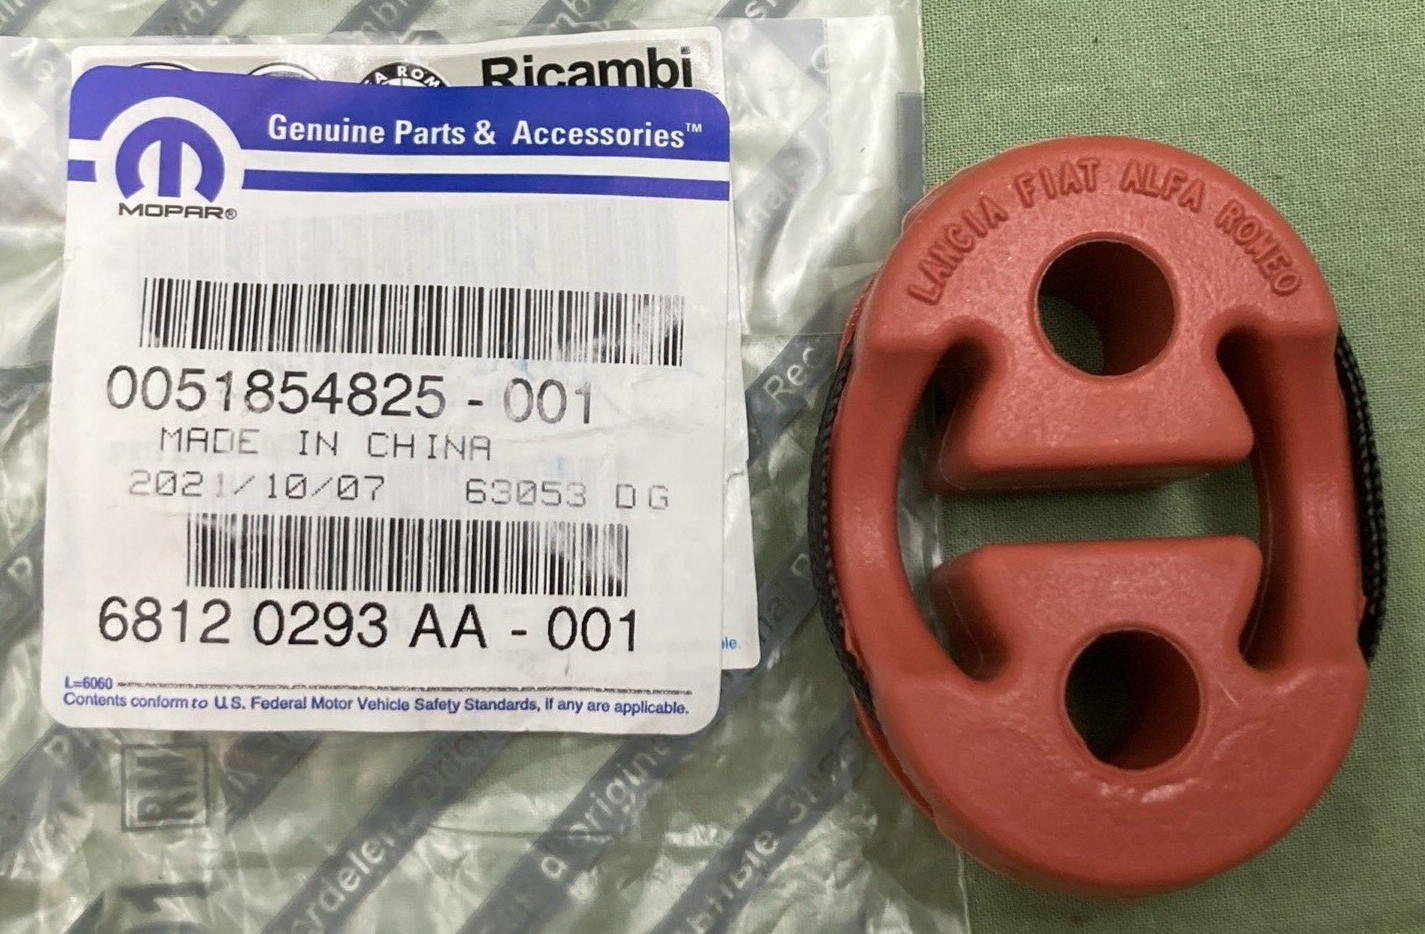 Ricambi
Genuine Parts & Accessories™
MOPAR®
0051854825 - 001
MADE IN CHINA
2021/10/07 63053 DG
6812 0293 AA - 001
L=6060
Contents conform to U.S. Federal Motor Vehicle Safety Standards, if any are applicable.
LANCIA FIAT ALFA ROMEO